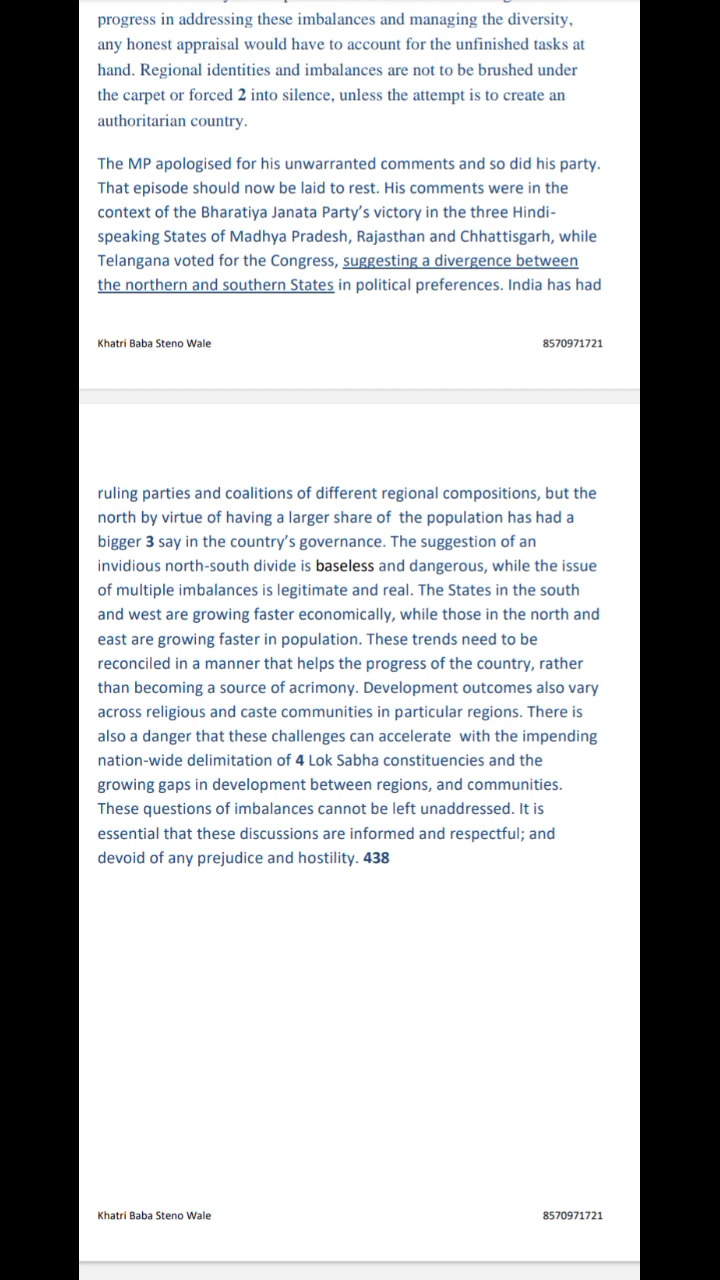 progress in addressing these imbalances and managing the diversity,
any honest appraisal would have to account for the unfinished tasks at
hand. Regional identities and imbalances are not to be brushed under
the carpet or forced 2 into silence, unless the attempt is to create an
authoritarian country.
The MP apologised for his unwarranted comments and so did his party.
That episode should now be laid to rest. His comments were in the
context of the Bharatiya Janata Party's victory in the three Hindi-
speaking States of Madhya Pradesh, Rajasthan and Chhattisgarh, while
Telangana voted for the Congress, suggesting a divergence between
the northern and southern States in political preferences. India has had
Khatri Baba Steno Wale 8570971721
ruling parties and coalitions of different regional compositions, but the
north by virtue of having a larger share of the population has had a
bigger 3 say in the country's governance. The suggestion of an
invidious north-south divide is baseless and dangerous, while the issue
of multiple imbalances is legitimate and real. The States in the south
and west are growing faster economically, while those in the north and
east are growing faster in population. These trends need to be
reconciled in a manner that helps the progress of the country, rather
than becoming a source of acrimony. Development outcomes also vary
across religious and caste communities in particular regions. There is
also a danger that these challenges can accelerate with the impending
nation-wide delimitation of 4 Lok Sabha constituencies and the
growing gaps in development between regions, and communities.
These questions of imbalances cannot be left unaddressed. It is
essential that these discussions are informed and respectful; and
devoid of any prejudice and hostility. 438
Khatri Baba Steno Wale 8570971721